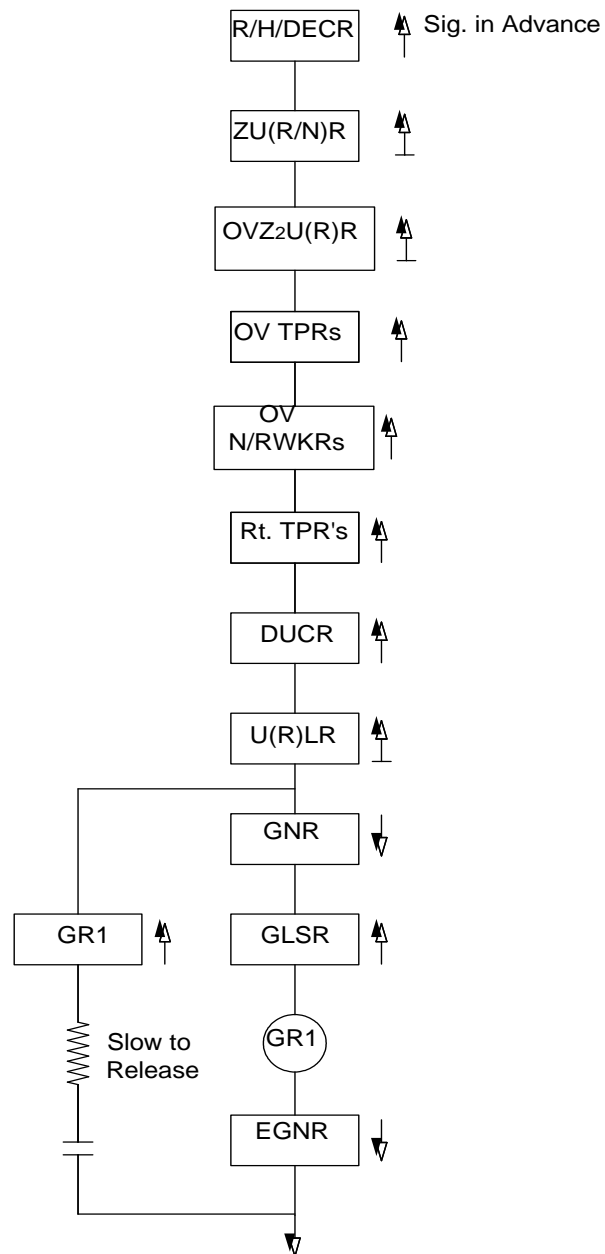 R/H/DECR
Sig. in Advance
ZU(R/N)R
OVZ2U(R)R
OV TPRs
OV
N/RWKRs
Rt. TPR's
DUCR
U(R)LR
GNR
GR1
GLSR
Slow to
Release
GR1
EGNR